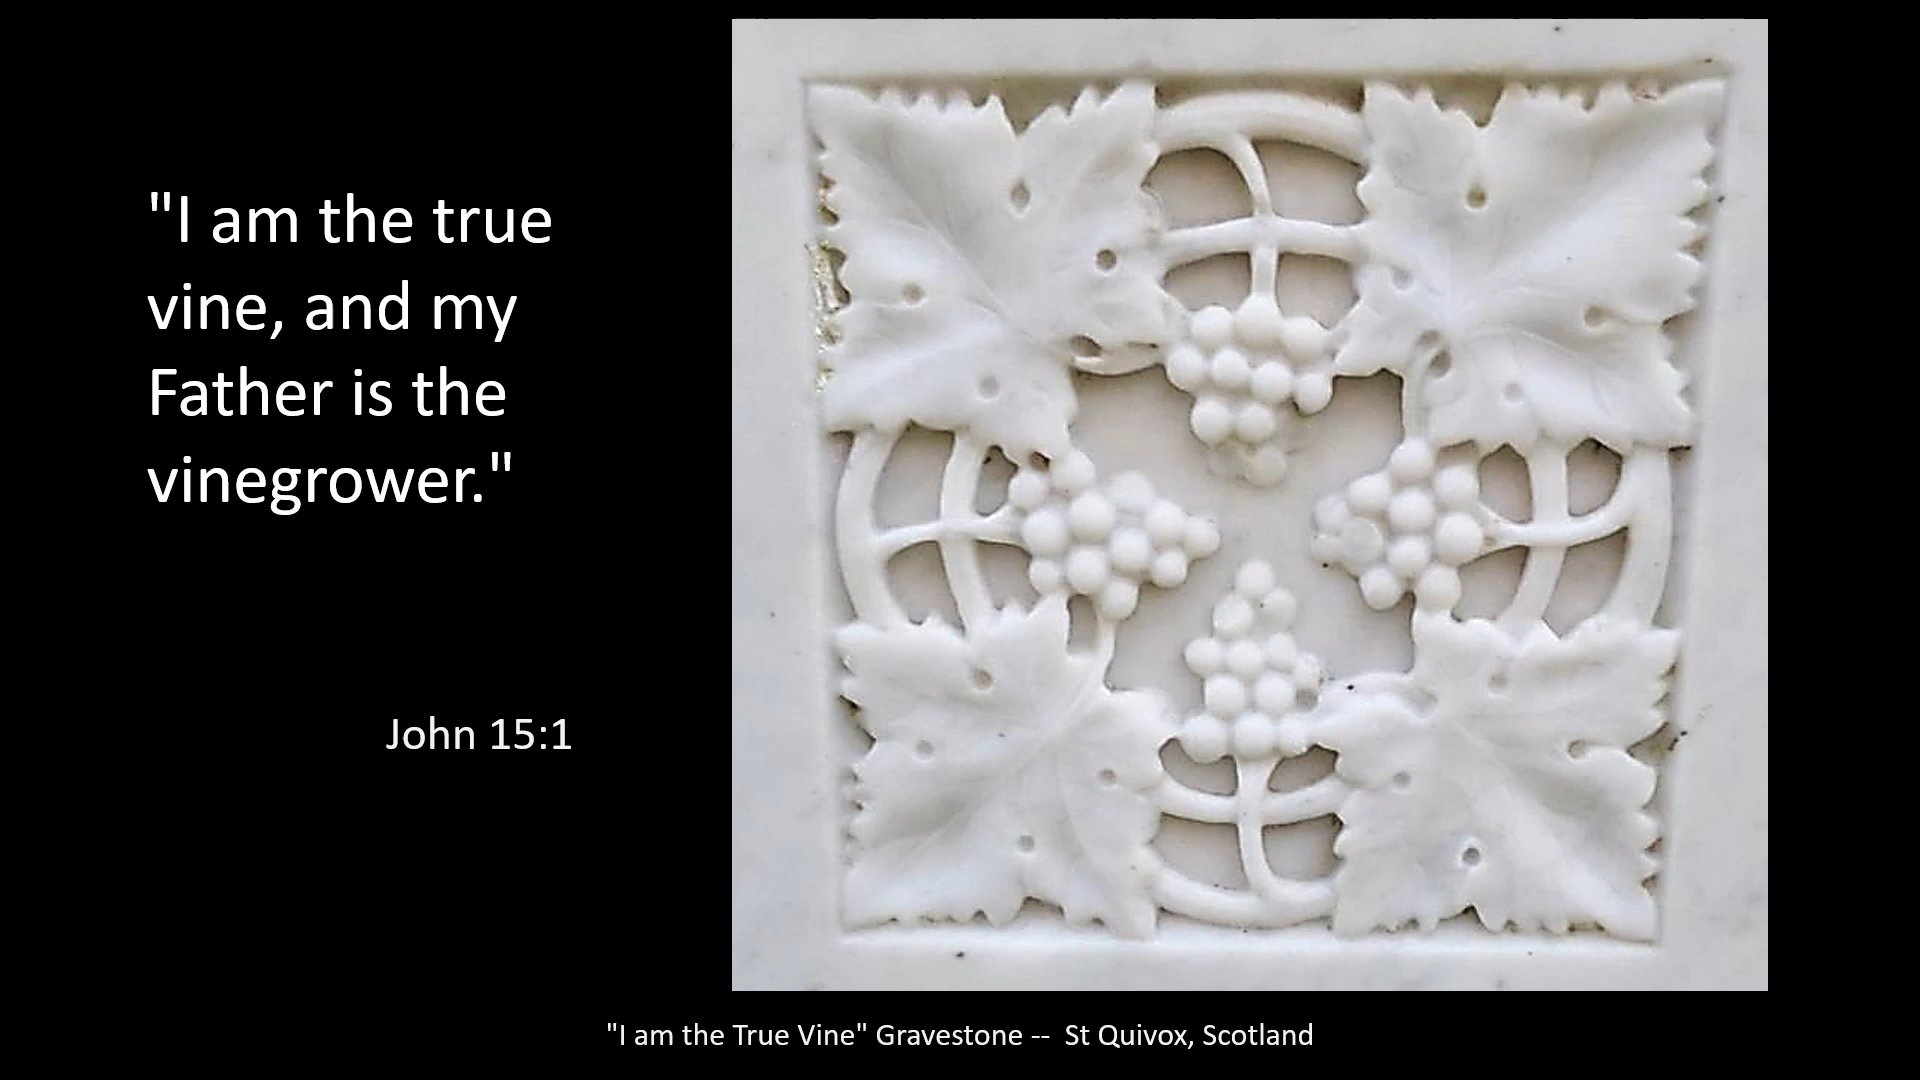 "I am the true
vine, and my
Father is the
vinegrower."
John 15:1
"I am the True Vine" Gravestone --  St Quivox, Scotland